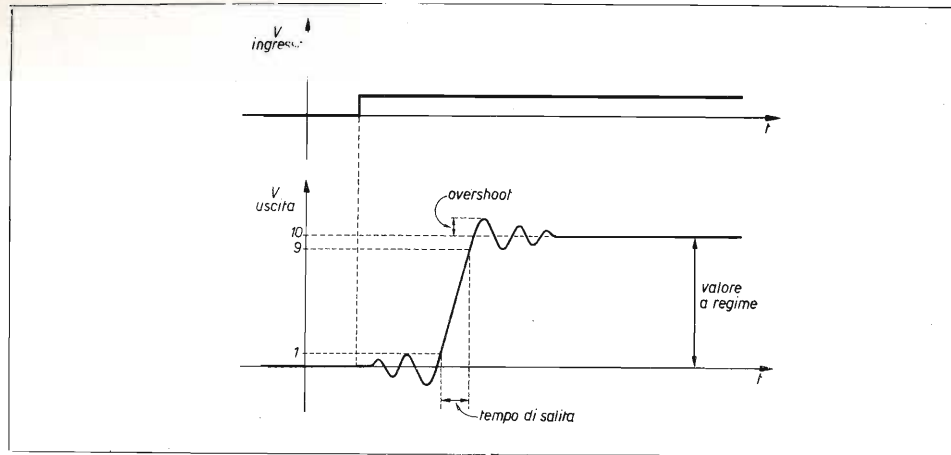 V
t
V
uscita
overshoot
10
9
valore
a regime
1
t
tempo di salita